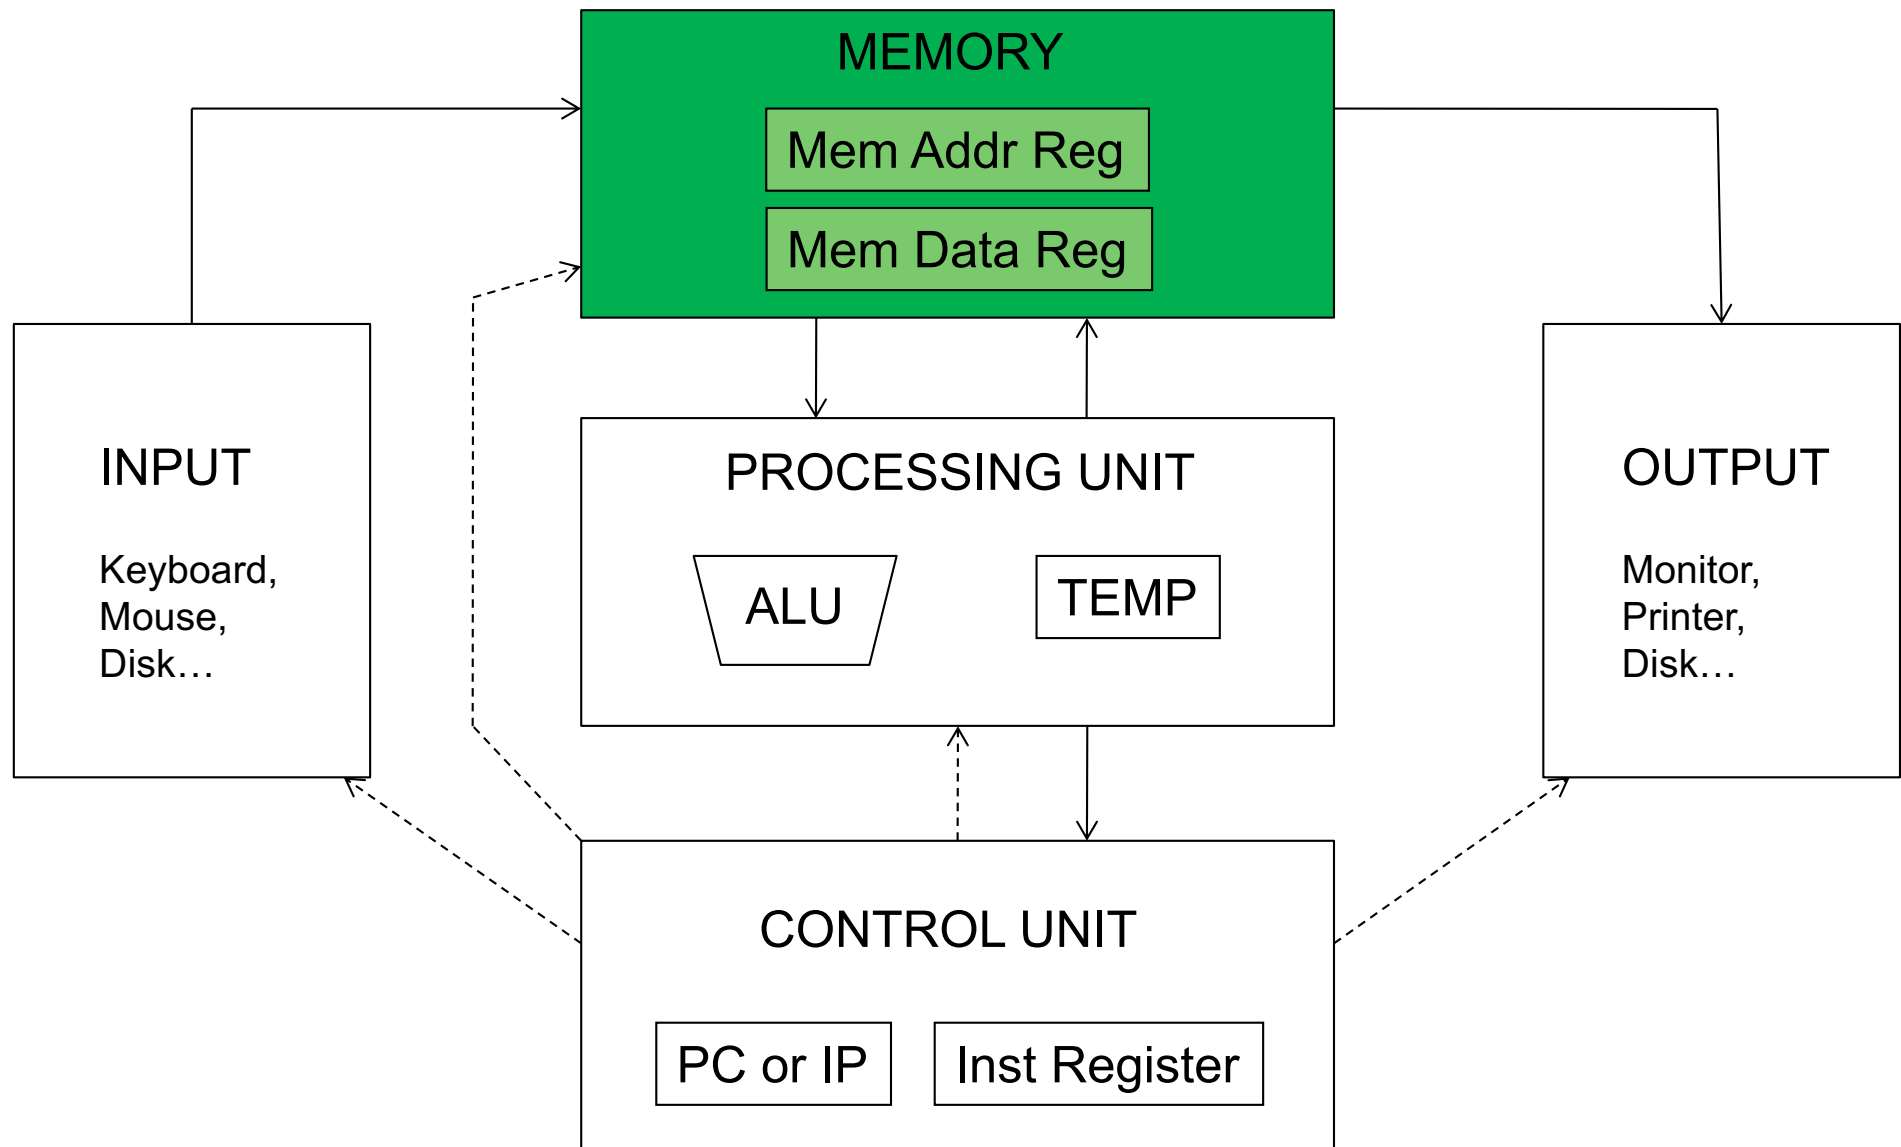 MEMORY
Mem Addr Reg
Mem Data Reg
INPUT
Keyboard,
Mouse,
Disk…
PROCESSING UNIT
ALU
TEMP
OUTPUT
Monitor,
Printer,
Disk…
CONTROL UNIT
PC or IP
Inst Register